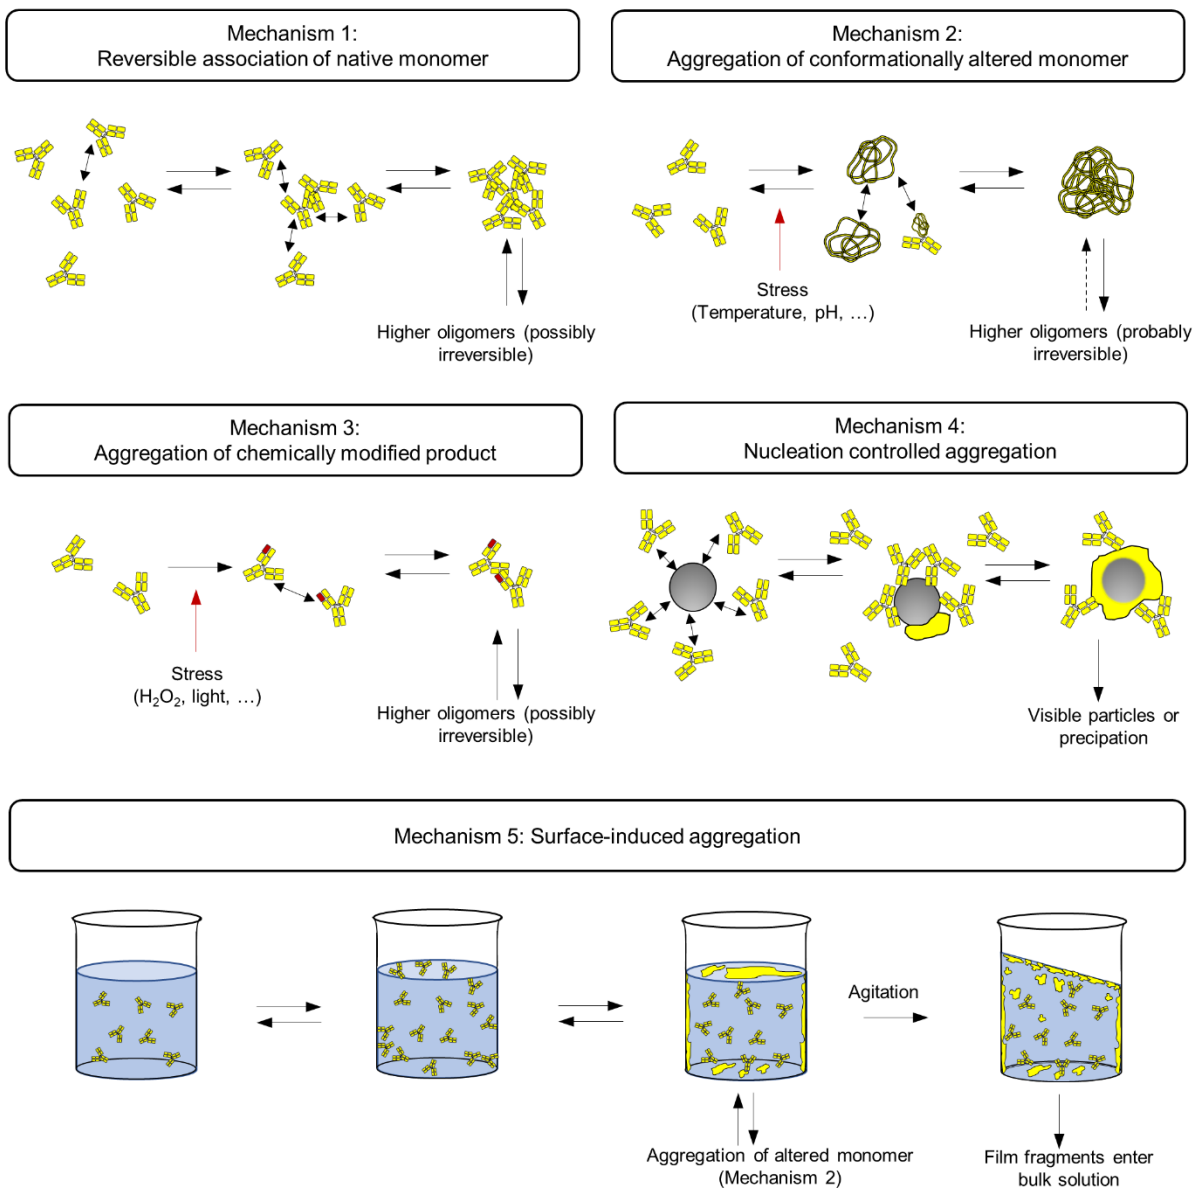 Mechanism 1:
Reversible association of native monomer
Mechanism 2:
Aggregation of conformationally altered monomer
Stress
(Temperature, pH, …)
Higher oligomers (possibly
irreversible)
Higher oligomers (probably
irreversible)
Mechanism 3:
Aggregation of chemically modified product
Mechanism 4:
Nucleation controlled aggregation
Stress
(H₂O₂, light, …)
Higher oligomers (possibly
irreversible)
Visible particles or
precipation
Mechanism 5: Surface-induced aggregation
Agitation
Aggregation of altered monomer
(Mechanism 2)
Film fragments enter
bulk solution